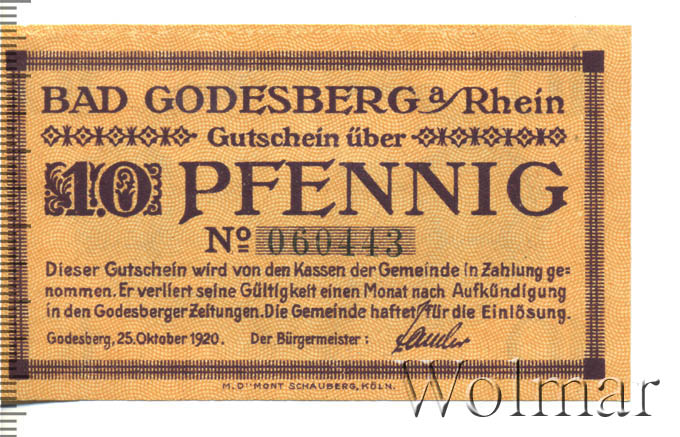 BAD GODESBERG a/Rhein
Gutschein über
10 PFENNIG
No 060443
Dieser Gutschein wird von den Kassen der Gemeinde in Zahlung ge=
nommen. Er verliert seine Gültigkeit einen Monat nach Aufkündigung
in den Godesberger Zeitungen. Die Gemeinde haftet für die Einlösung.
Godesberg, 25. Oktober 1920. Der Bürgermeister:
M. DUMONT SCHAUBERG, KÖLN.
Wolmar